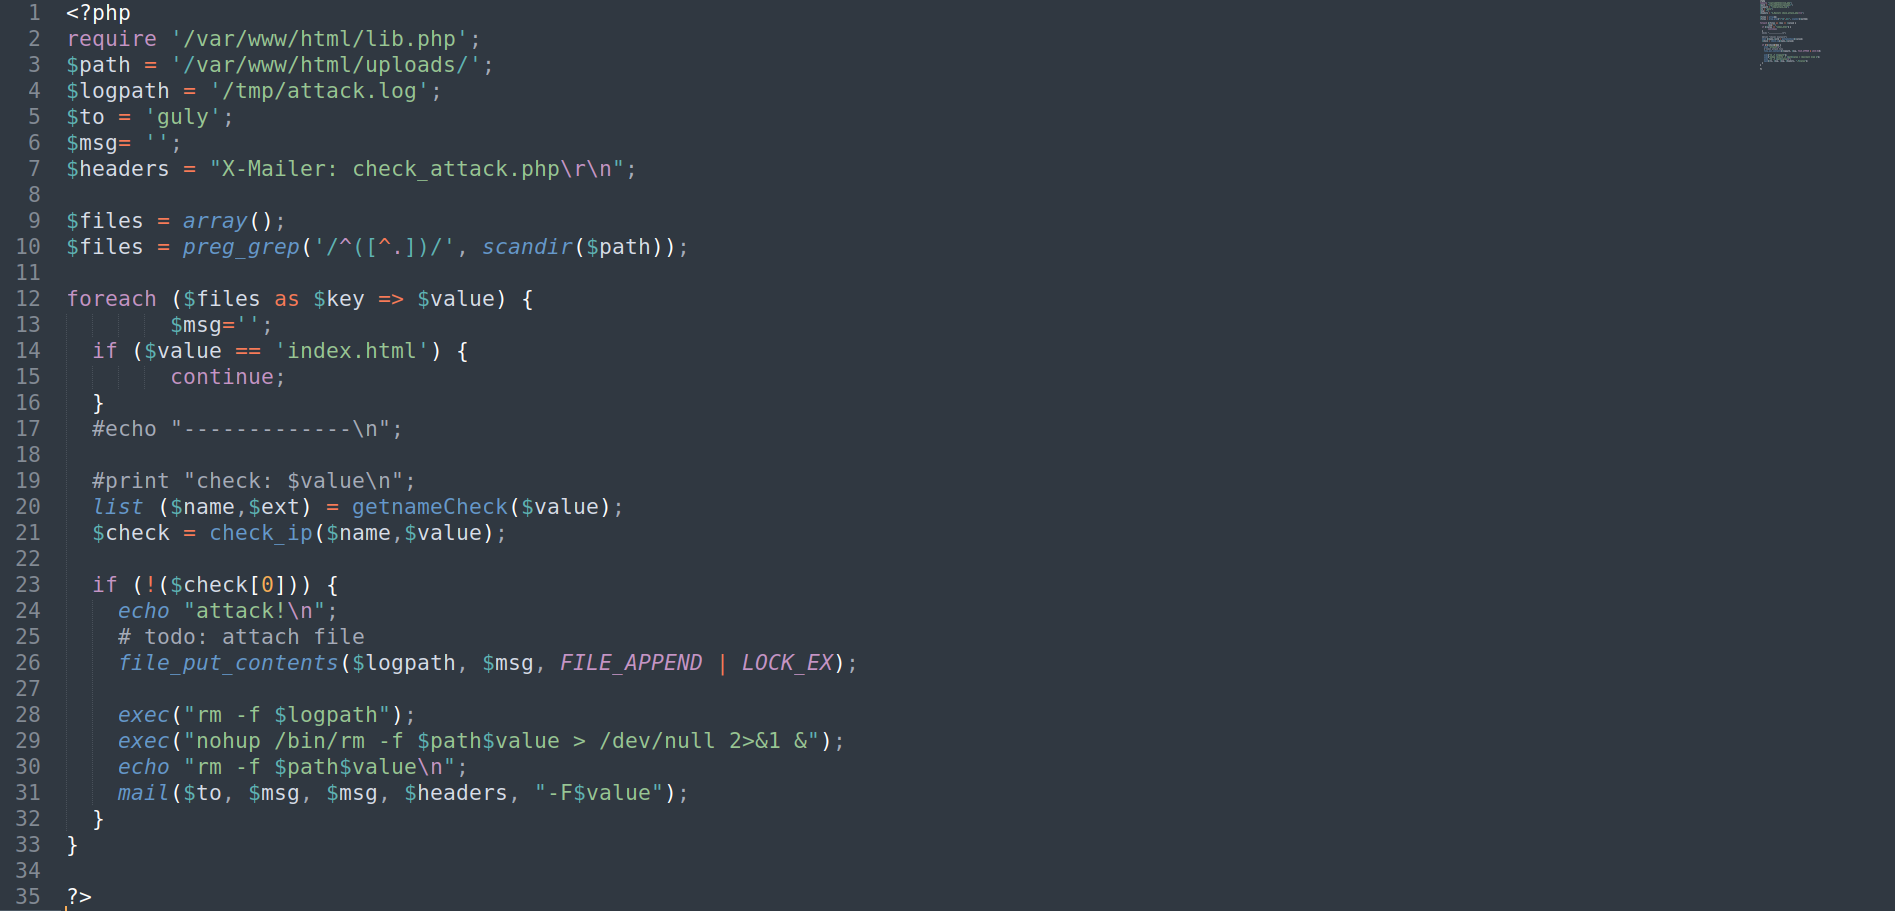 1 <?php
2 require '/var/www/html/lib.php';
3 $path = '/var/www/html/uploads/';
4 $logpath = '/tmp/attack.log';
5 $to = 'guly';
6 $msg= '';
7 $headers = "X-Mailer: check_attack.php\r\n";
8
9 $files = array();
10 $files = preg_grep('/^([^.])/', scandir($path));
11
12 foreach ($files as $key => $value) {
13         $msg='';
14   if ($value == 'index.html') {
15         continue;
16   }
17   #echo "-------------\n";
18
19   #print "check: $value\n";
20   list ($name,$ext) = getnameCheck($value);
21   $check = check_ip($name,$value);
22
23   if (!($check[0])) {
24     echo "attack!\n";
25     # todo: attach file
26     file_put_contents($logpath, $msg, FILE_APPEND | LOCK_EX);
27
28     exec("rm -f $logpath");
29     exec("nohup /bin/rm -f $path$value > /dev/null 2>&1 &");
30     echo "rm -f $path$value\n";
31     mail($to, $msg, $msg, $headers, "-F$value");
32   }
33 }
34
35 ?>